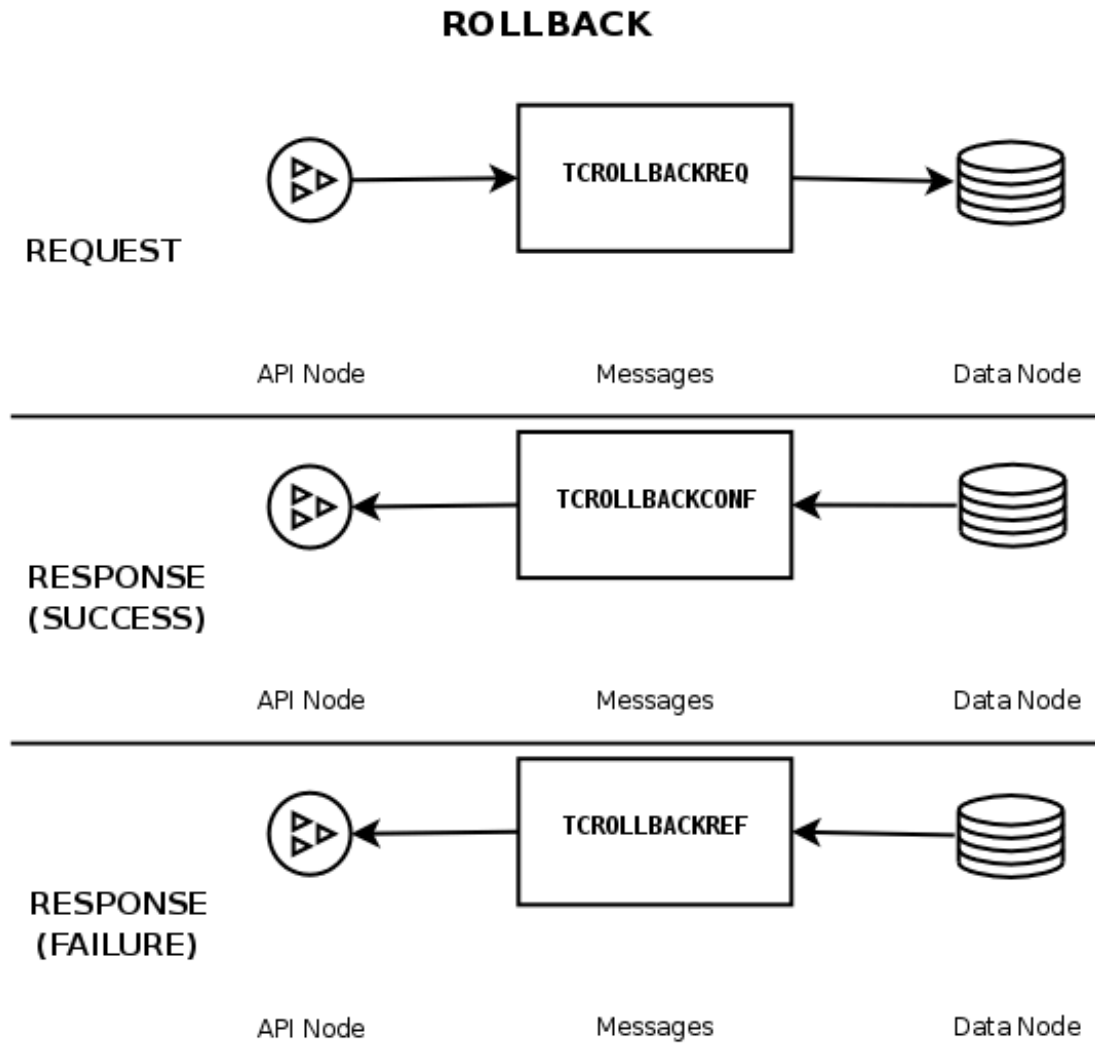 ROLLBACK
TCROLLBACKREQ
REQUEST
API Node Messages Data Node
TCROLLBACKCONF
RESPONSE
(SUCCESS)
API Node Messages Data Node
TCROLLBACKREF
RESPONSE
(FAILURE)
API Node Messages Data Node